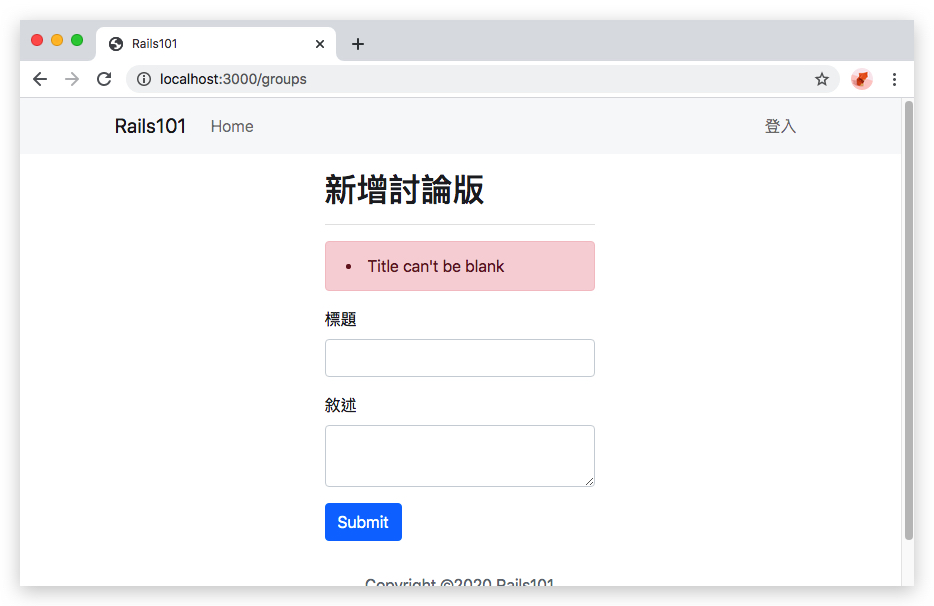 Rails101
localhost:3000/groups
Rails101 Home 登入
新增討論版
Title can't be blank
標題
敘述
Submit
Copyright ©2020 Rails101